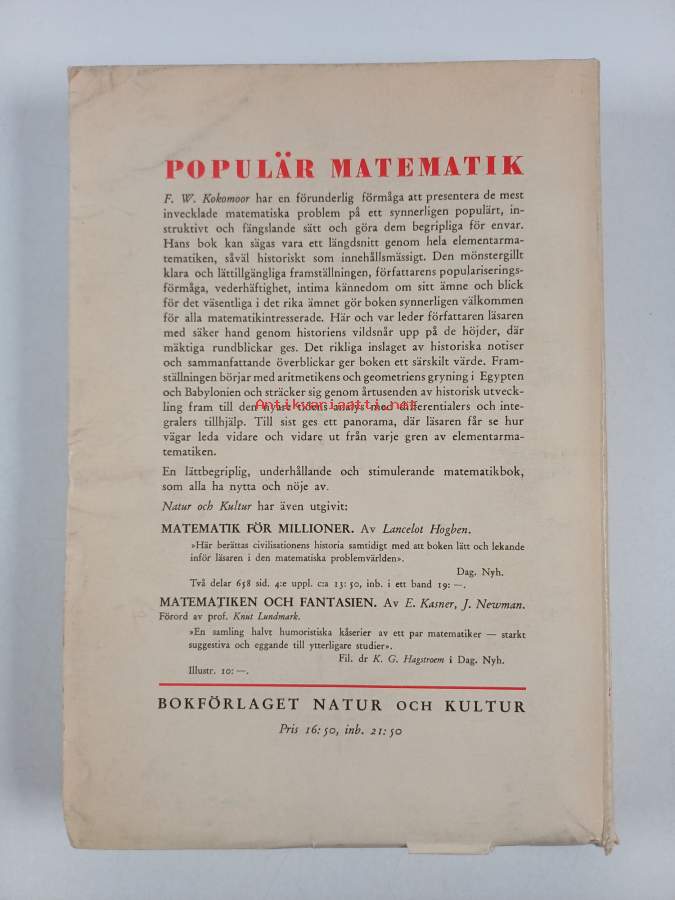 POPULÄR MATEMATIK
F. W. Kokomoor har en förunderlig förmåga att presentera de mest
invecklade matematiska problem på ett synnerligen populärt, in-
struktivt och fängslande sätt och göra dem begripliga för envar.
Hans bok kan sägas vara ett längdsnitt genom hela elementarma-
tematiken, såväl historiskt som innehållsmässigt. Den mönstergillt
klara och lättillgängliga framställningen, författarens populariserings-
förmåga, vederhäftighet, intima kännedom om sitt ämne och blick
för det väsentliga i det rika ämnet gör boken synnerligen välkommen
för alla matematikintresserade. Här och var leder författaren läsaren
med säker hand genom historiens vildsnår upp på de höjder, där
mäktiga rundblickar ges. Det rikliga inslaget av historiska notiser
och sammanfattande överblickar ger boken ett särskilt värde. Fram-
ställningen börjar med aritmetikens och geometriens gryning i Egypten
och Babylonien och sträcker sig genom årtusenden av historisk utveck-
ling fram till den nyare tidens analys med differentialers och inte-
Antikvariaatti.net
gralers tillhjälp. Till sist ges ett panorama, där läsaren får se hur
vägar leda vidare och vidare ut från varje gren av elementarma-
tematiken.
En lättbegriplig, underhållande och stimulerande matematikbok,
som alla ha nytta och nöje av.
Natur och Kultur har även utgivit:
MATEMATIK FÖR MILLIONER. Av Lancelot Hogben.
»Här berättas civilisationens historia samtidigt med att boken lätt och lekande
inför läsaren i den matematiska problemvärlden».
Dag. Nyh.
Två delar 658 sid. 4:e uppl. c:a 13: 50, inb. i ett band 19: —.
MATEMATIKEN OCH FANTASIEN. Av E. Kasner, J. Newman.
Förord av prof. Knut Lundmark.
»En samling halvt humoristiska kåserier av ett par matematiker — starkt
suggestiva och eggande till ytterligare studier».
Fil. dr K. G. Hagstroem i Dag. Nyh.
Illustr. 10: —.
BOKFÖRLAGET NATUR OCH KULTUR
Pris 16: 50, inb. 21: 50